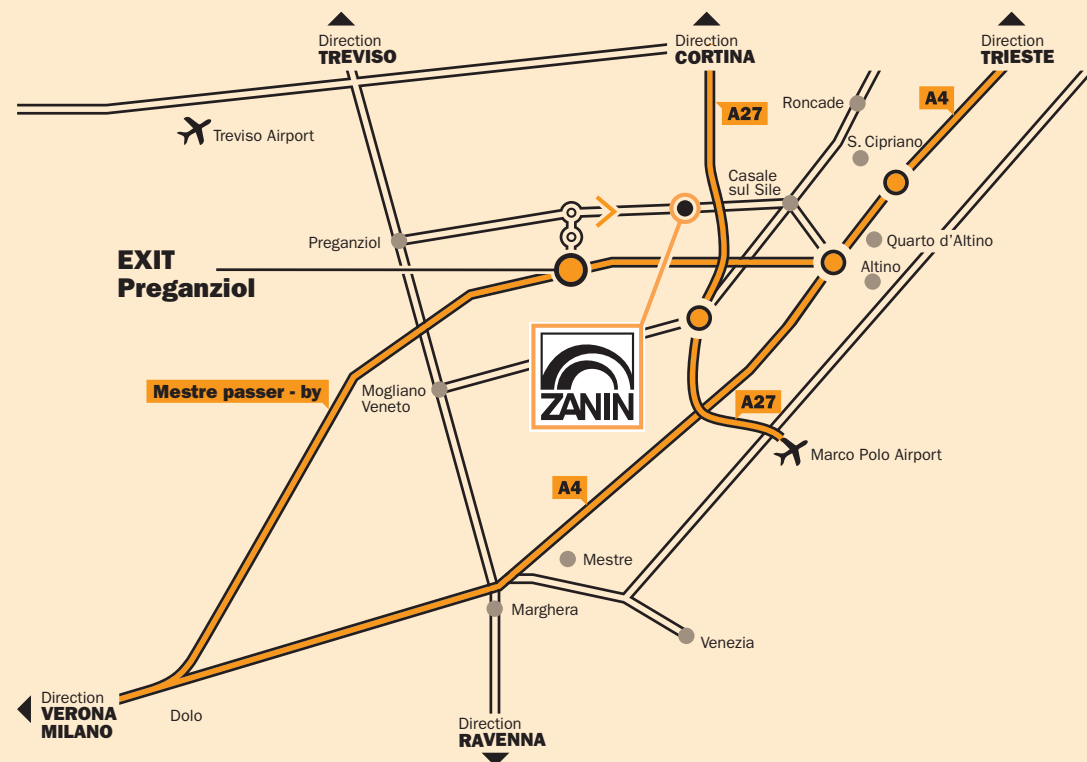 Direction
TREVISO
Direction
CORTINA
Direction
TRIESTE
A27
Roncade
A4
Treviso Airport
S. Cipriano
Casale
sul Sile
Preganziol
Quarto d'Altino
EXIT
Preganziol
Altino
Mestre passer - by
Mogliano
Veneto
ZANIN
A27
Marco Polo Airport
A4
Mestre
Marghera
Venezia
Direction
VERONA
MILANO
Dolo
Direction
RAVENNA